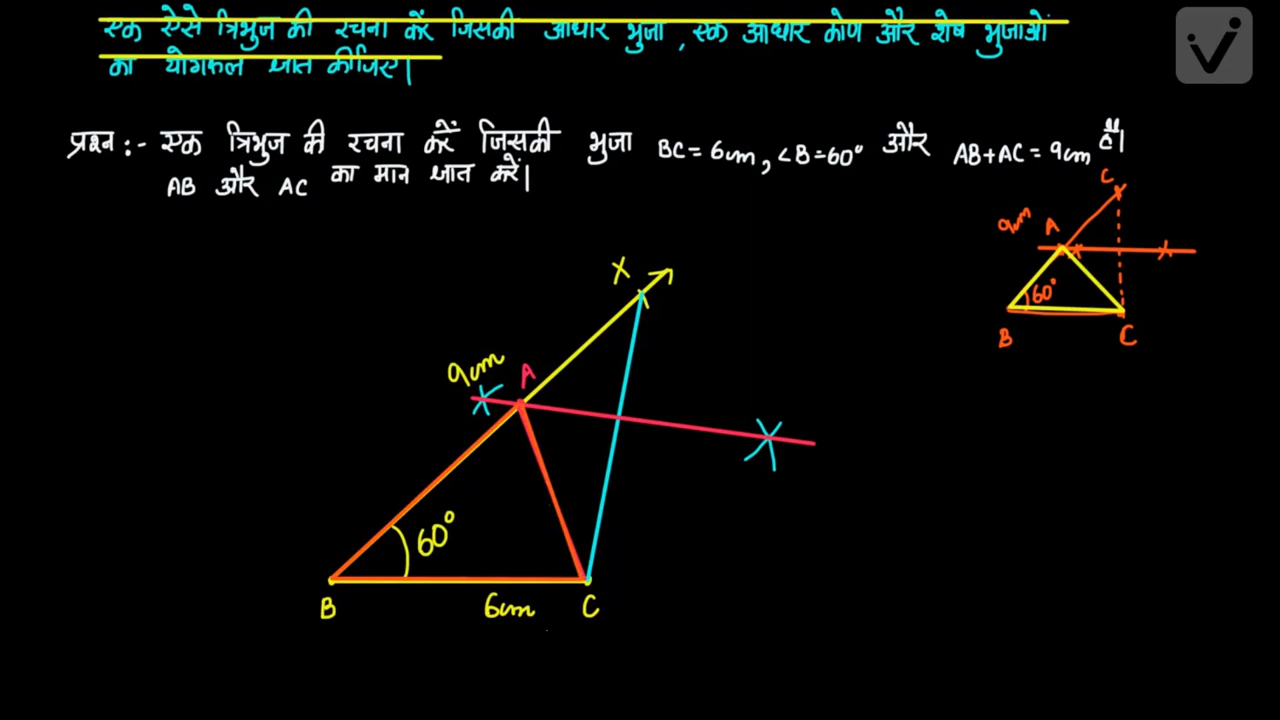 एक ऐसे त्रिभुज की रचना करें जिसकी आधार भुजा, एक आधार कोण और शेष भुजाओं
का योगफल ज्ञात कीजिए।
प्रश्न :- एक त्रिभुज की रचना करें जिसकी भुजा BC = 6cm, ∠B = 60° और AB + AC = 9cm है।
AB और AC का मान ज्ञात करें।
C
9cm A
60°
B C
X
9cm A
60°
B 6cm C